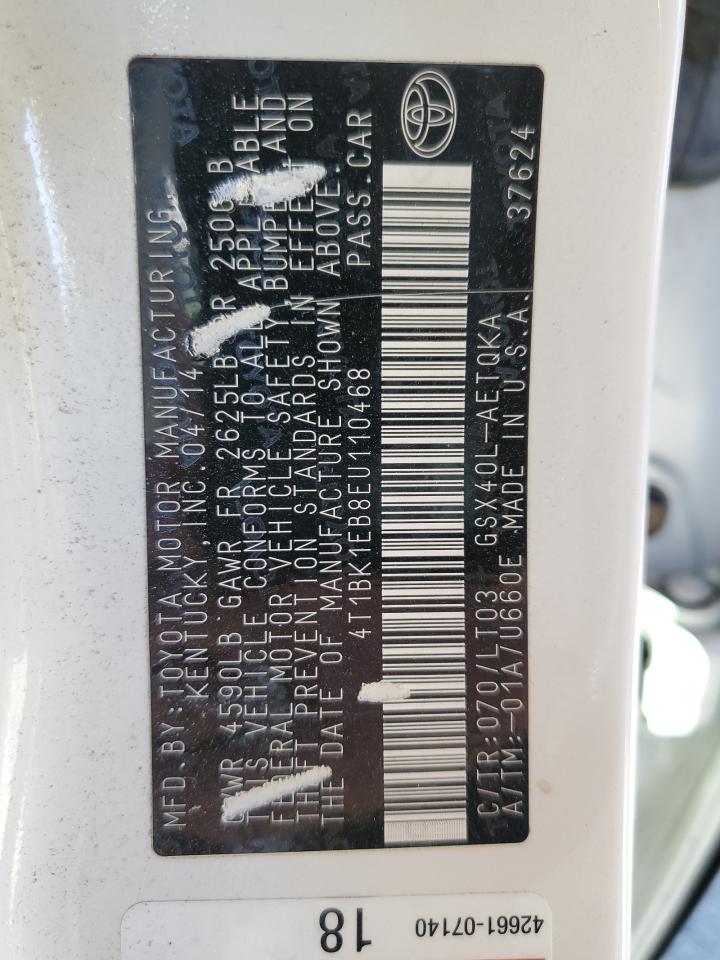 MFD.BY:TOYOTA MOTOR MANUFACTURING,
KENTUCKY, INC. 04/14
GVWR 4590LB GAWR FR 2625LB RR 2506LB
THIS VEHICLE CONFORMS TO ALL APPLICABLE
FEDERAL MOTOR VEHICLE SAFETY, BUMPER, AND
THEFT PREVENTION STANDARDS IN EFFECT ON
THE DATE OF MANUFACTURE SHOWN ABOVE.
4T1BK1EB8EU110468 PASS.CAR
C/TR:070/LT03 GSX40L-AETQKA
A/TM:-01A/U660E MADE IN U.S.A. 37624
18
42661-07140